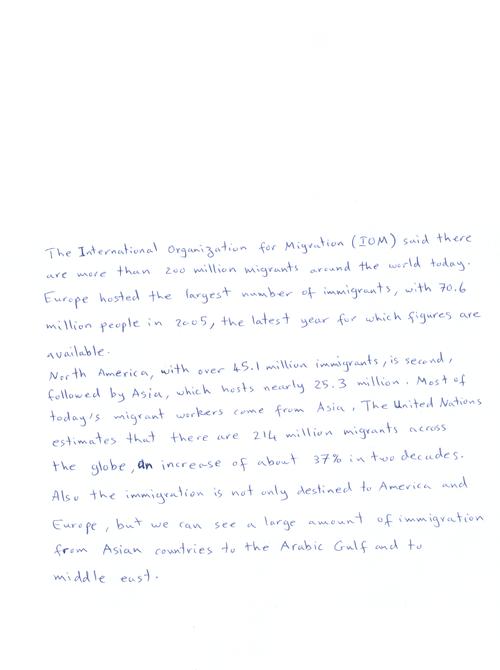 The International Organization for Migration (IOM) said there
are more than 200 million migrants around the world today.
Europe hosted the largest number of immigrants, with 70.6
million people in 2005, the latest year for which figures are
available.
North America, with over 45.1 million immigrants, is second,
followed by Asia, which hosts nearly 25.3 million. Most of
today's migrant workers come from Asia. The United Nations
estimates that there are 214 million migrants across
the globe, an increase of about 37% in two decades.
Also the immigration is not only destined to America and
Europe, but we can see a large amount of immigration
from Asian countries to the Arabic Gulf and to
middle east.